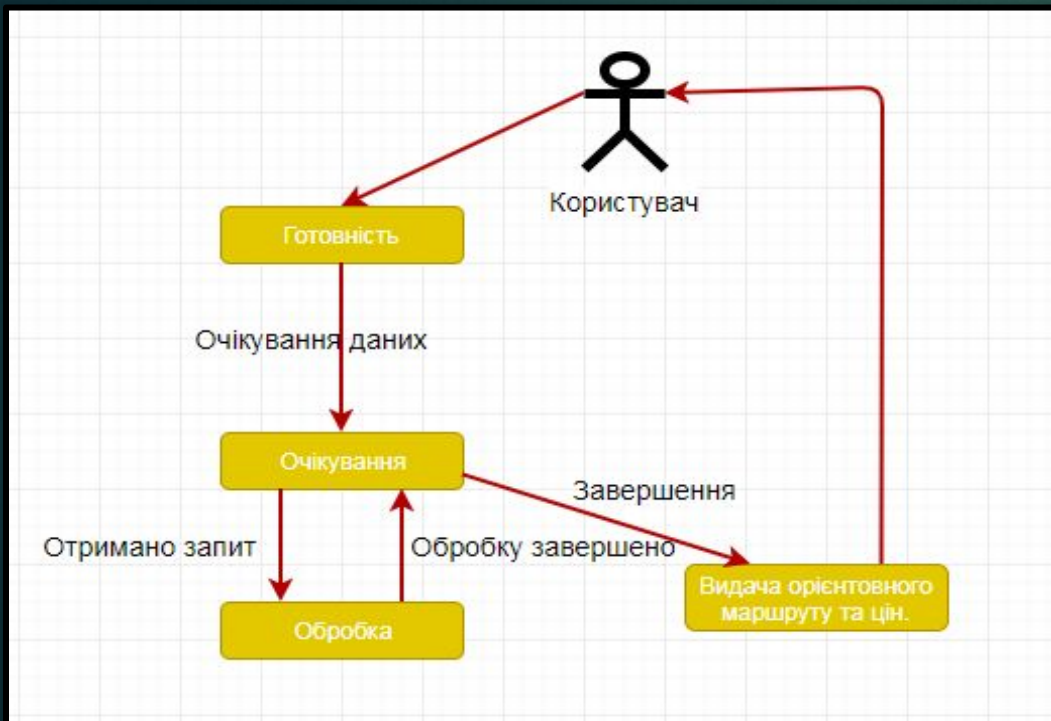 Користувач
Готовність
Очікування даних
Очікування
Завершення
Отримано запит
Обробку завершено
Видача орієнтовного
маршруту та цін.
Обробка